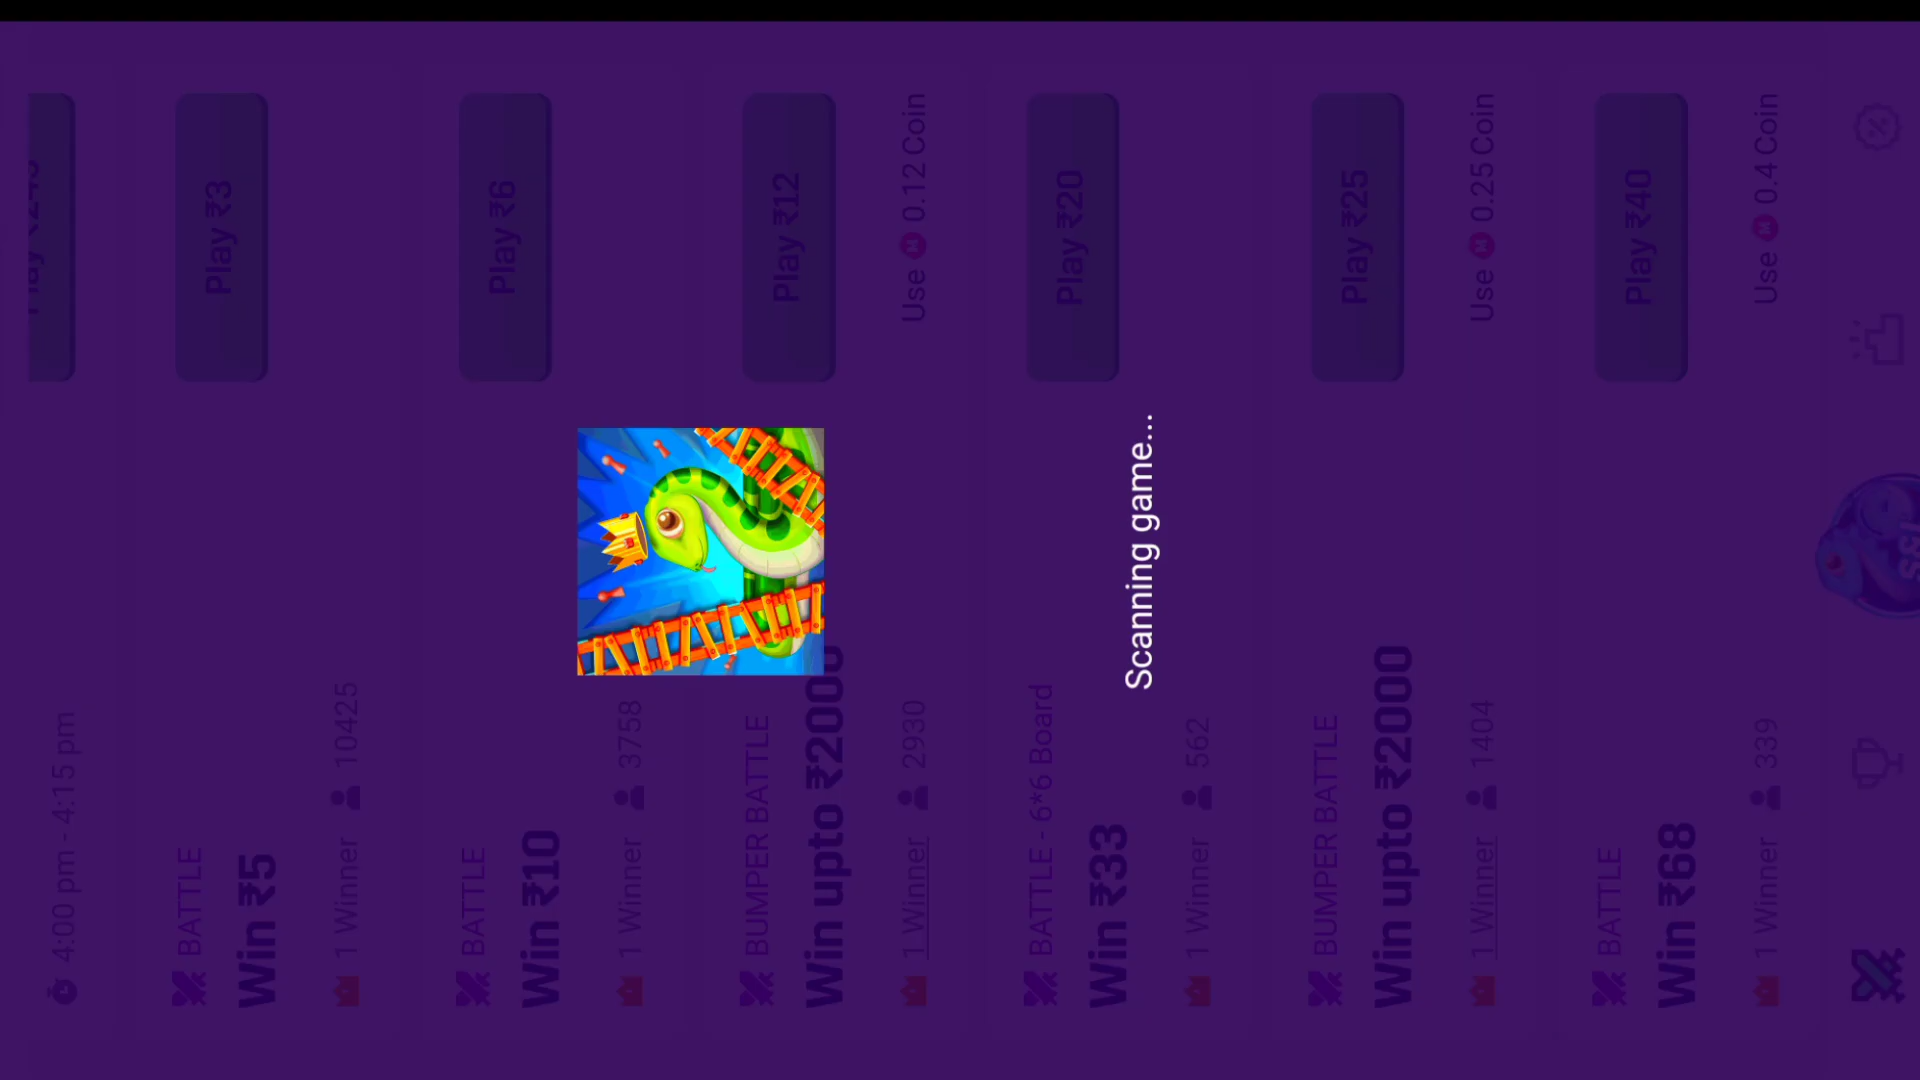 4:00 pm - 4:15 pm
BATTLE
Win ₹5
Play ₹3
1 Winner 10425
BATTLE
Win ₹10
Play ₹6
1 Winner 3758
BUMPER BATTLE
Win upto ₹2000
Play ₹12
1 Winner 2930
Use M 0.12 Coin
BATTLE - 6*6 Board
Win ₹33
Play ₹20
1 Winner 562
Scanning game...
BUMPER BATTLE
Win upto ₹2000
Play ₹25
1 Winner 1404
Use M 0.25 Coin
BATTLE
Win ₹68
Play ₹40
1 Winner 339
Use M 0.4 Coin